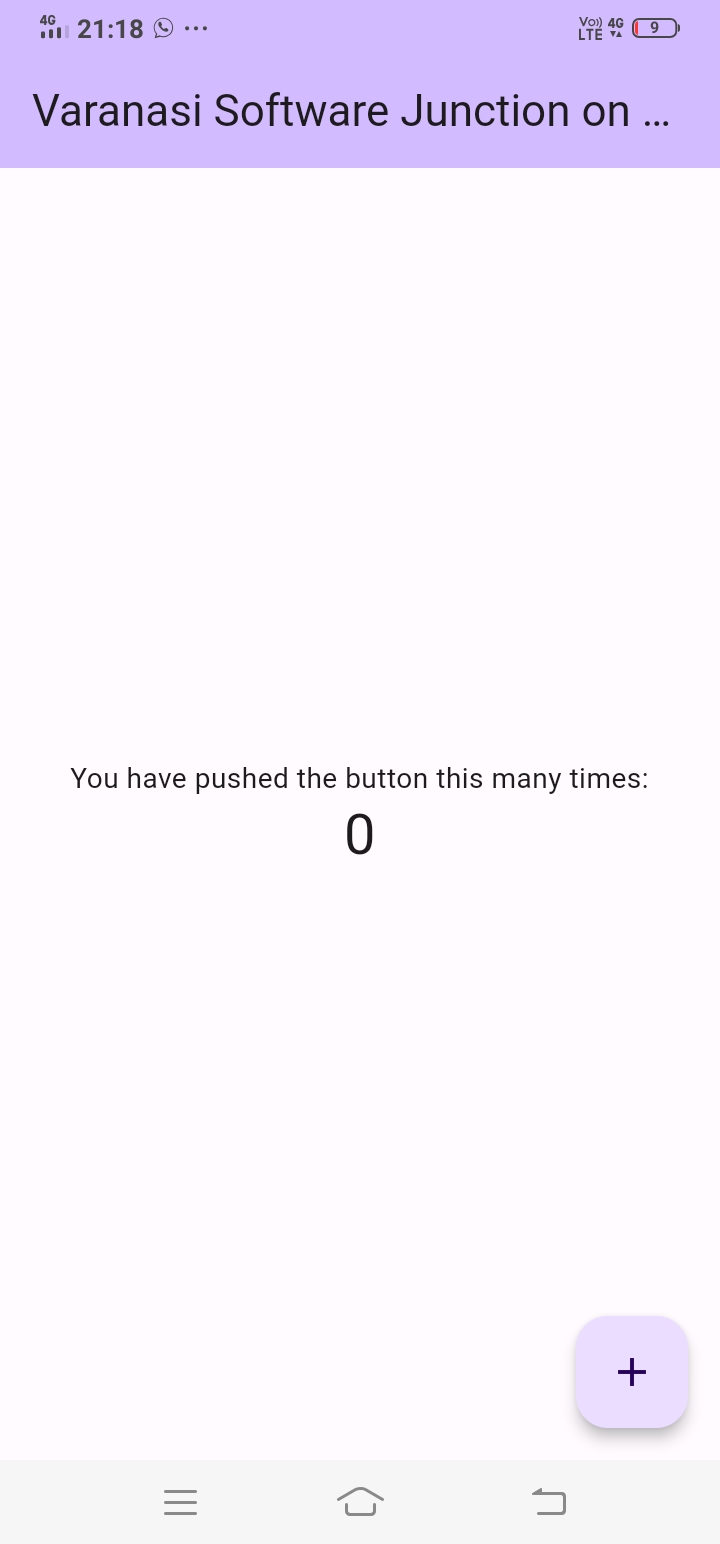 4G 21:18 ... Vo)) LTE 4G 9
Varanasi Software Junction on ...
You have pushed the button this many times:
0
+